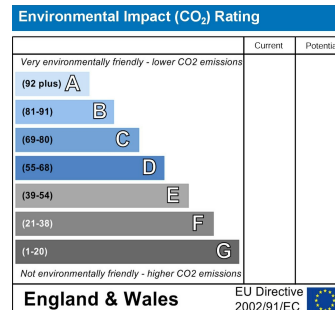 Environmental Impact (CO₂) Rating
Current Potentia
Very environmentally friendly - lower CO2 emissions
(92 plus) A
(81-91) B
(69-80) C
(55-68) D
(39-54) E
(21-38) F
(1-20) G
Not environmentally friendly - higher CO2 emissions
England & Wales
EU Directive
2002/91/EC